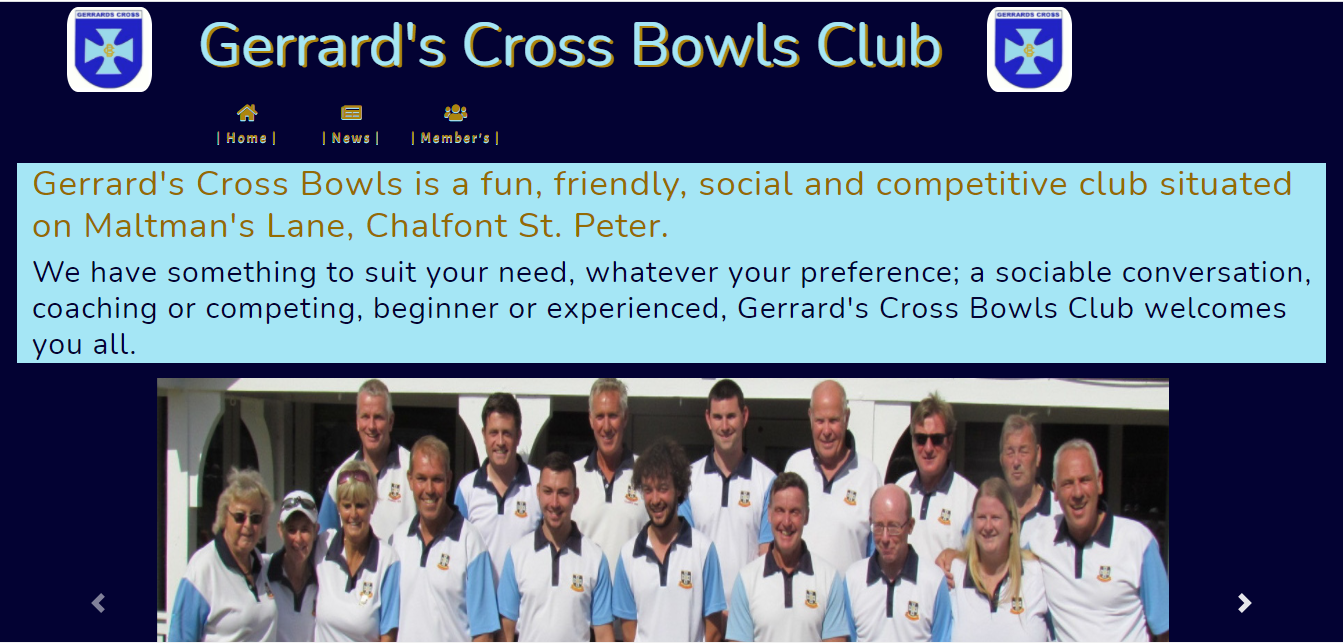 GERRARDS CROSS
Gerrard's Cross Bowls Club
GERRARDS CROSS
| Home | | News | | Member's |
Gerrard's Cross Bowls is a fun, friendly, social and competitive club situated
on Maltman's Lane, Chalfont St. Peter.
We have something to suit your need, whatever your preference; a sociable conversation,
coaching or competing, beginner or experienced, Gerrard's Cross Bowls Club welcomes
you all.